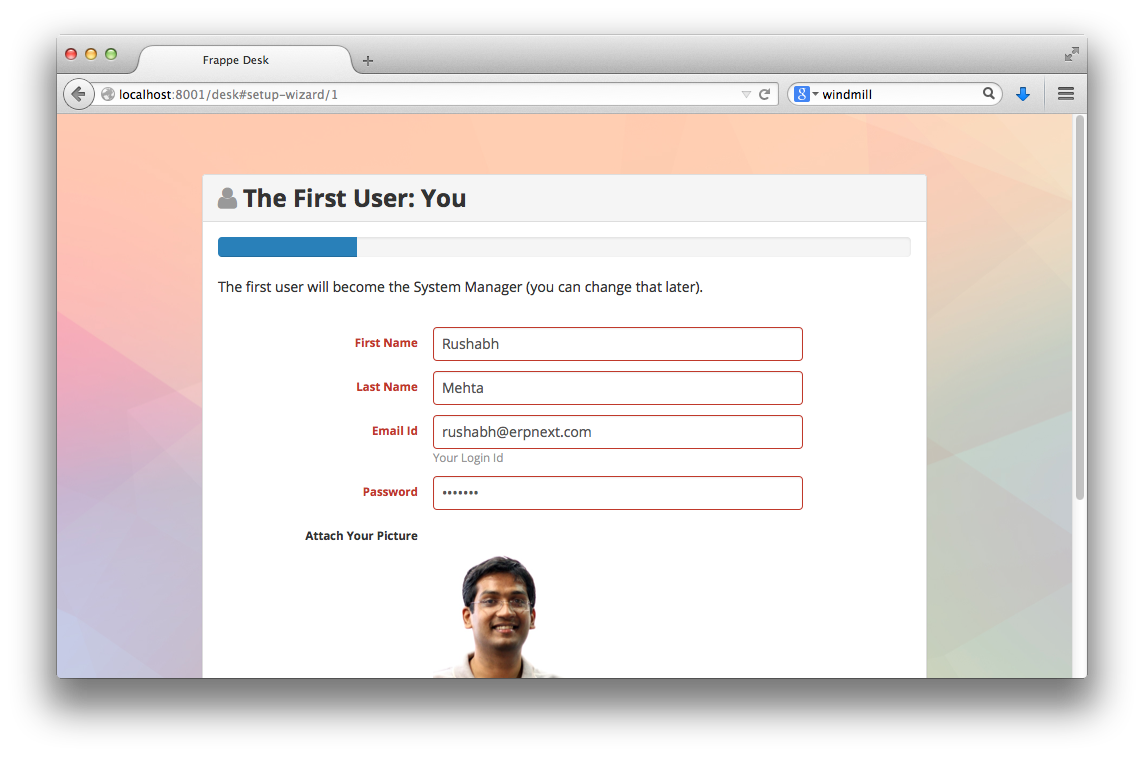 Frappe Desk
localhost:8001/desk#setup-wizard/1
windmill
The First User: You
The first user will become the System Manager (you can change that later).
First Name
Rushabh
Last Name
Mehta
Email Id
rushabh@erpnext.com
Your Login Id
Password
•••••••
Attach Your Picture